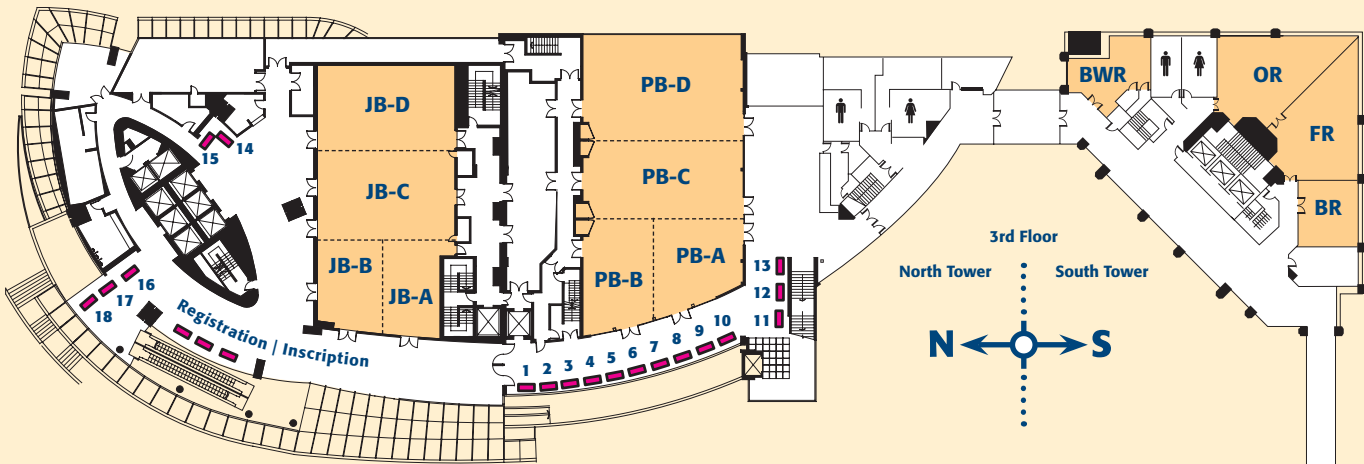 JB-D
JB-C
JB-B
JB-A
PB-D
PB-C
PB-B
PB-A
BWR
OR
FR
BR
15
14
16
17
18
Registration | Inscription
1
2
3
4
5
6
7
8
9
10
11
12
13
3rd Floor
North Tower
South Tower
N
S